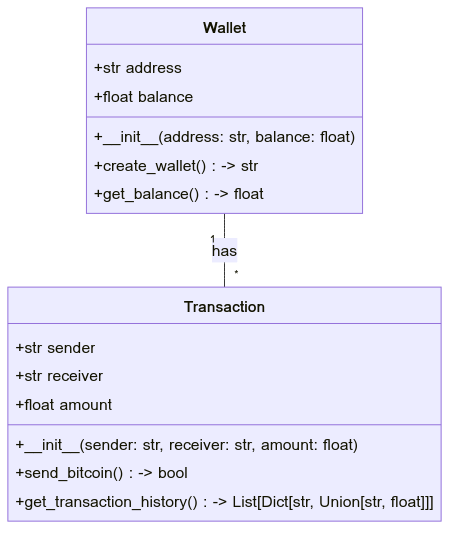 Wallet
+str address
+float balance
+__init__(address: str, balance: float)
+create_wallet() : -> str
+get_balance() : -> float
1
has
*
Transaction
+str sender
+str receiver
+float amount
+__init__(sender: str, receiver: str, amount: float)
+send_bitcoin() : -> bool
+get_transaction_history() : -> List[Dict[str, Union[str, float]]]